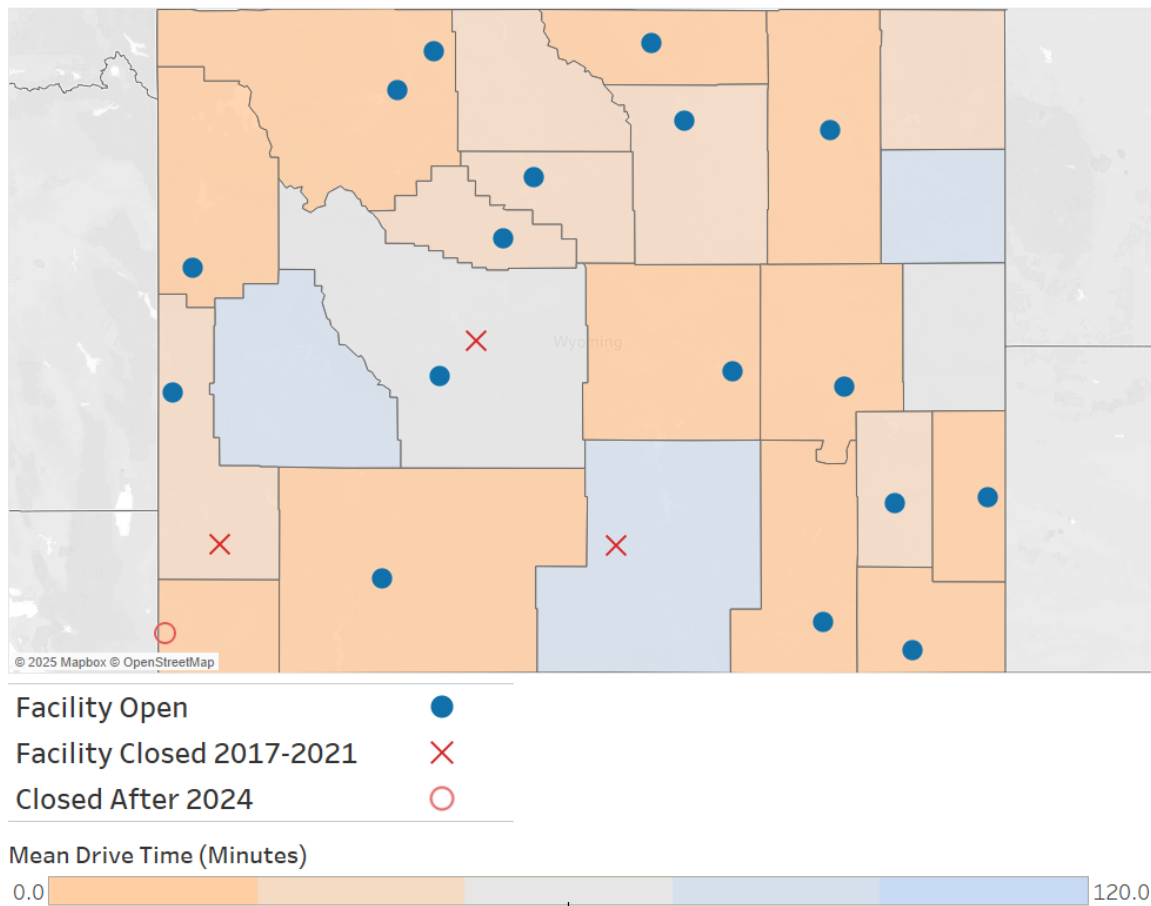 Wyoming
© 2025 Mapbox © OpenStreetMap
Facility Open
Facility Closed 2017-2021
Closed After 2024
Mean Drive Time (Minutes)
0.0 120.0